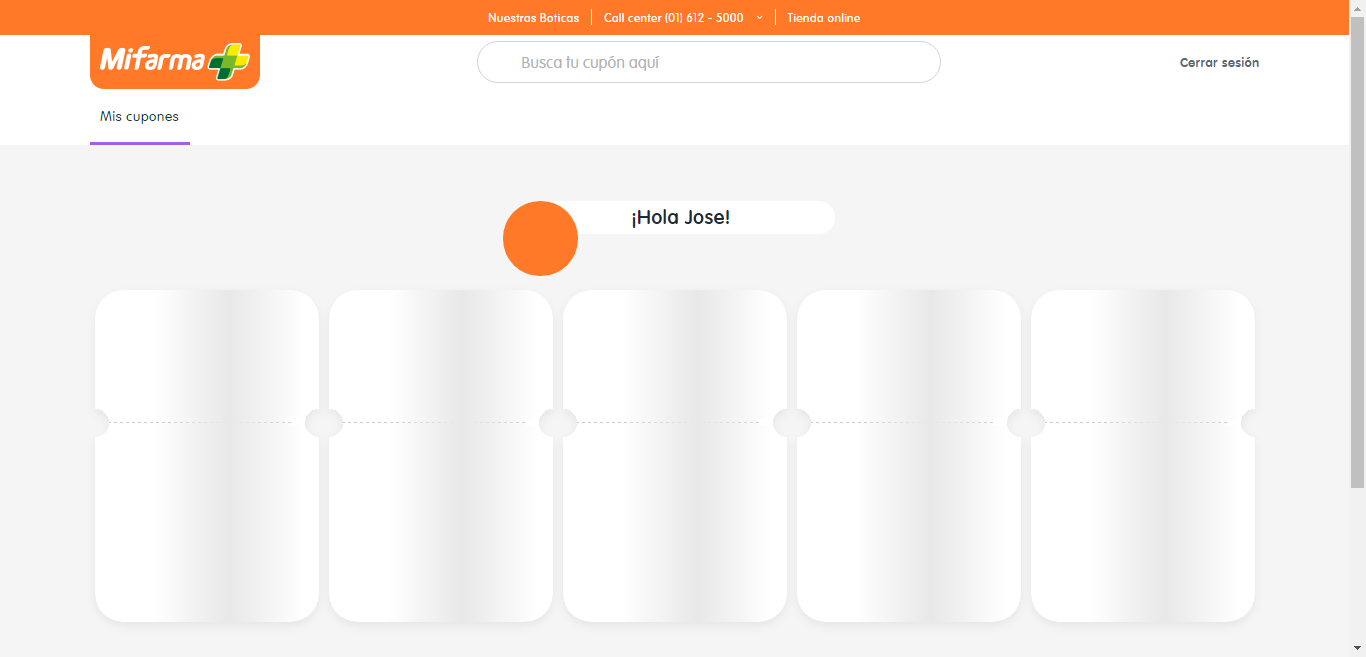 Nuestras Boticas
Call center (01) 612 - 5000
Tienda online
Mifarma
Busca tu cupón aquí
Cerrar sesión
Mis cupones
¡Hola Jose!